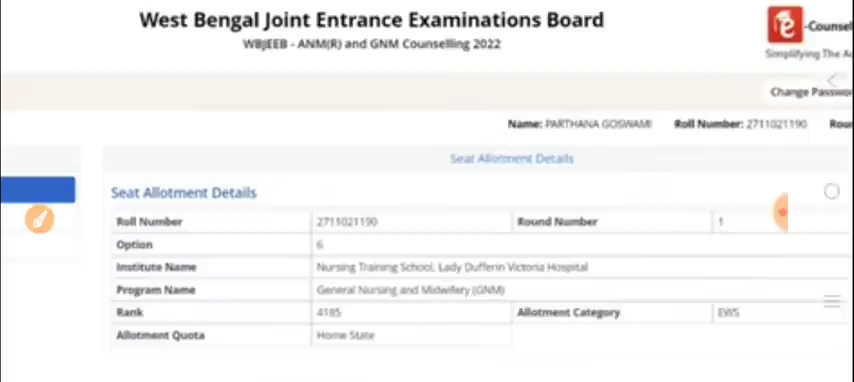 West Bengal Joint Entrance Examinations Board
WBJEEB - ANM(R) and GNM Counselling 2022
e -Counsel
Simplifying The A
Change Passwor
Name: PARTHANA GOSWAMI Roll Number: 2711021190 Rou
Seat Allotment Details
Seat Allotment Details
Roll Number 2711021190 Round Number 1
Option 6
Institute Name Nursing Training School, Lady Dufferin Victoria Hospital
Program Name General Nursing and Midwifery (GNM)
Rank 4185 Allotment Category EWS
Allotment Quota Home State